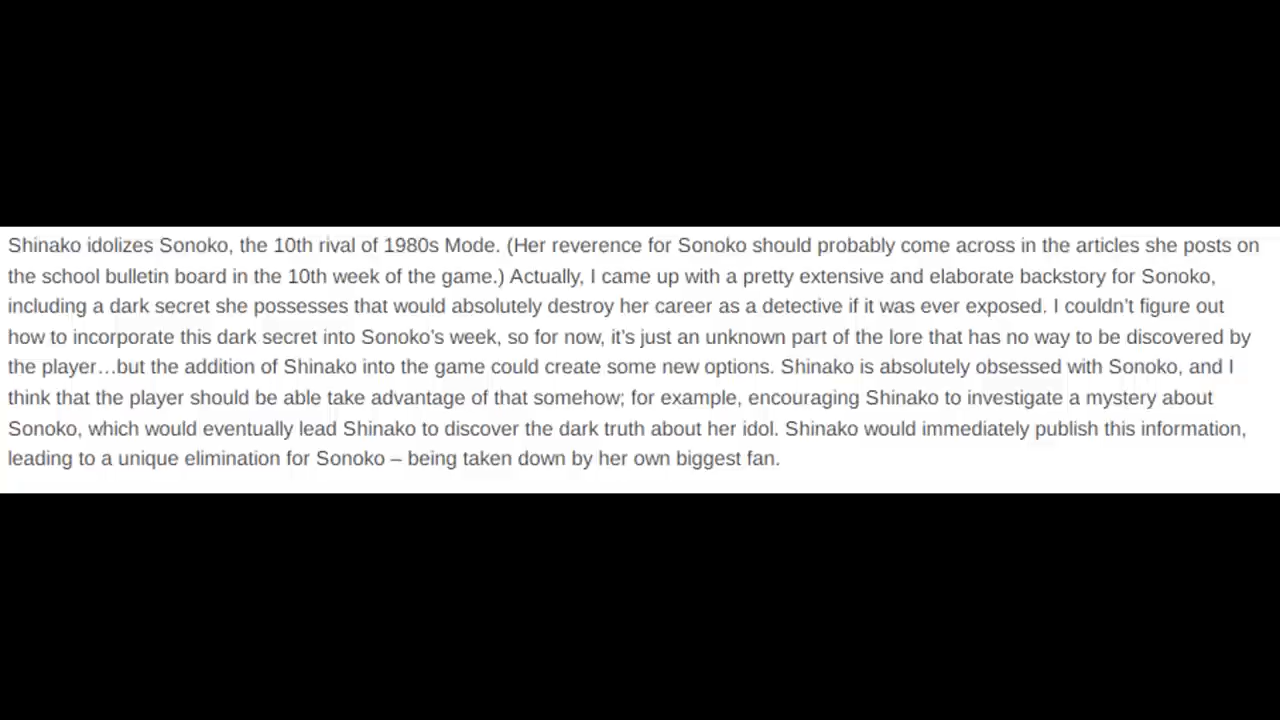 Shinako idolizes Sonoko, the 10th rival of 1980s Mode. (Her reverence for Sonoko should probably come across in the articles she posts on
the school bulletin board in the 10th week of the game.) Actually, I came up with a pretty extensive and elaborate backstory for Sonoko,
including a dark secret she possesses that would absolutely destroy her career as a detective if it was ever exposed. I couldn’t figure out
how to incorporate this dark secret into Sonoko’s week, so for now, it’s just an unknown part of the lore that has no way to be discovered by
the player…but the addition of Shinako into the game could create some new options. Shinako is absolutely obsessed with Sonoko, and I
think that the player should be able take advantage of that somehow; for example, encouraging Shinako to investigate a mystery about
Sonoko, which would eventually lead Shinako to discover the dark truth about her idol. Shinako would immediately publish this information,
leading to a unique elimination for Sonoko – being taken down by her own biggest fan.